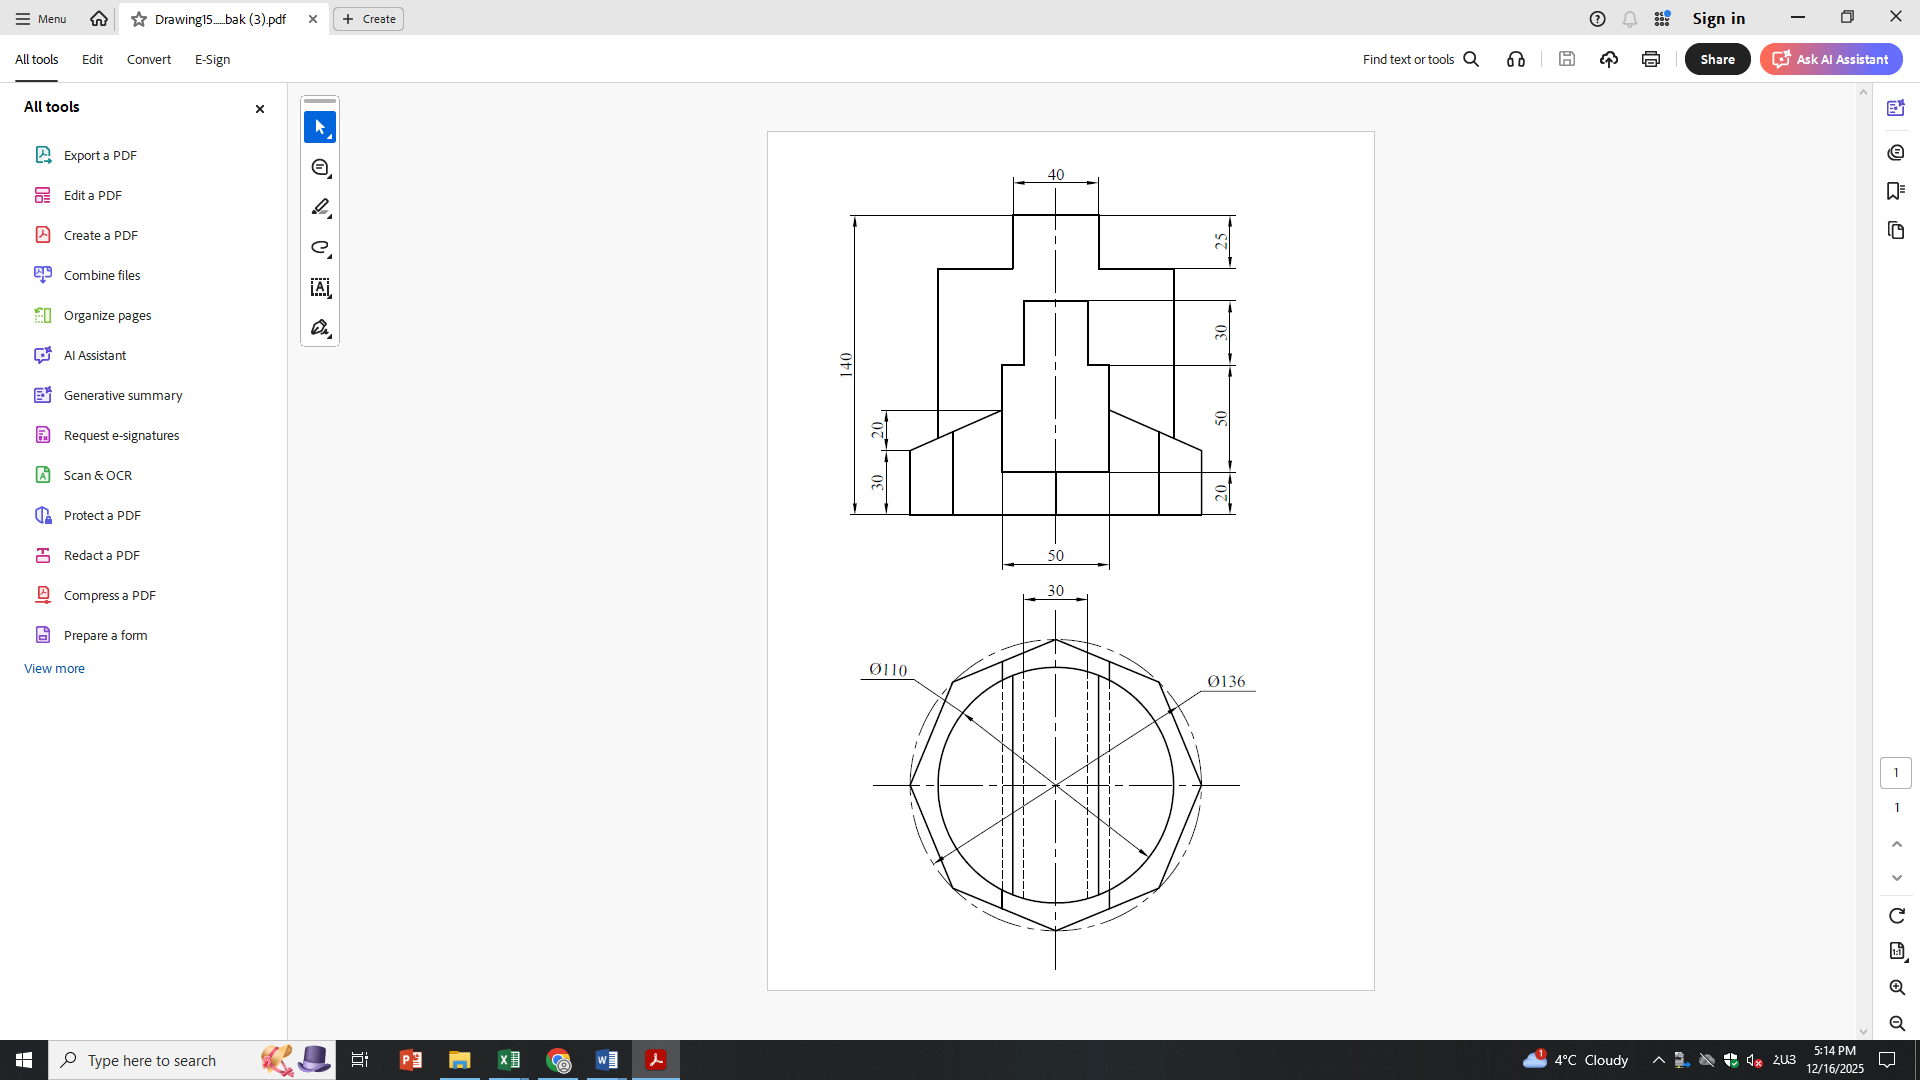 Menu
Drawing15.....bak (3).pdf
Create
Sign in
All tools
Edit
Convert
E-Sign
Find text or tools
Share
Ask AI Assistant
All tools
Export a PDF
Edit a PDF
Create a PDF
Combine files
Organize pages
AI Assistant
Generative summary
Request e-signatures
Scan & OCR
Protect a PDF
Redact a PDF
Compress a PDF
Prepare a form
View more
40
25
30
140
50
20
30
20
50
30
Ø110
Ø136
1
1
Type here to search
1
4°C Cloudy
ՀԱՅ
5:14 PM
12/16/2025